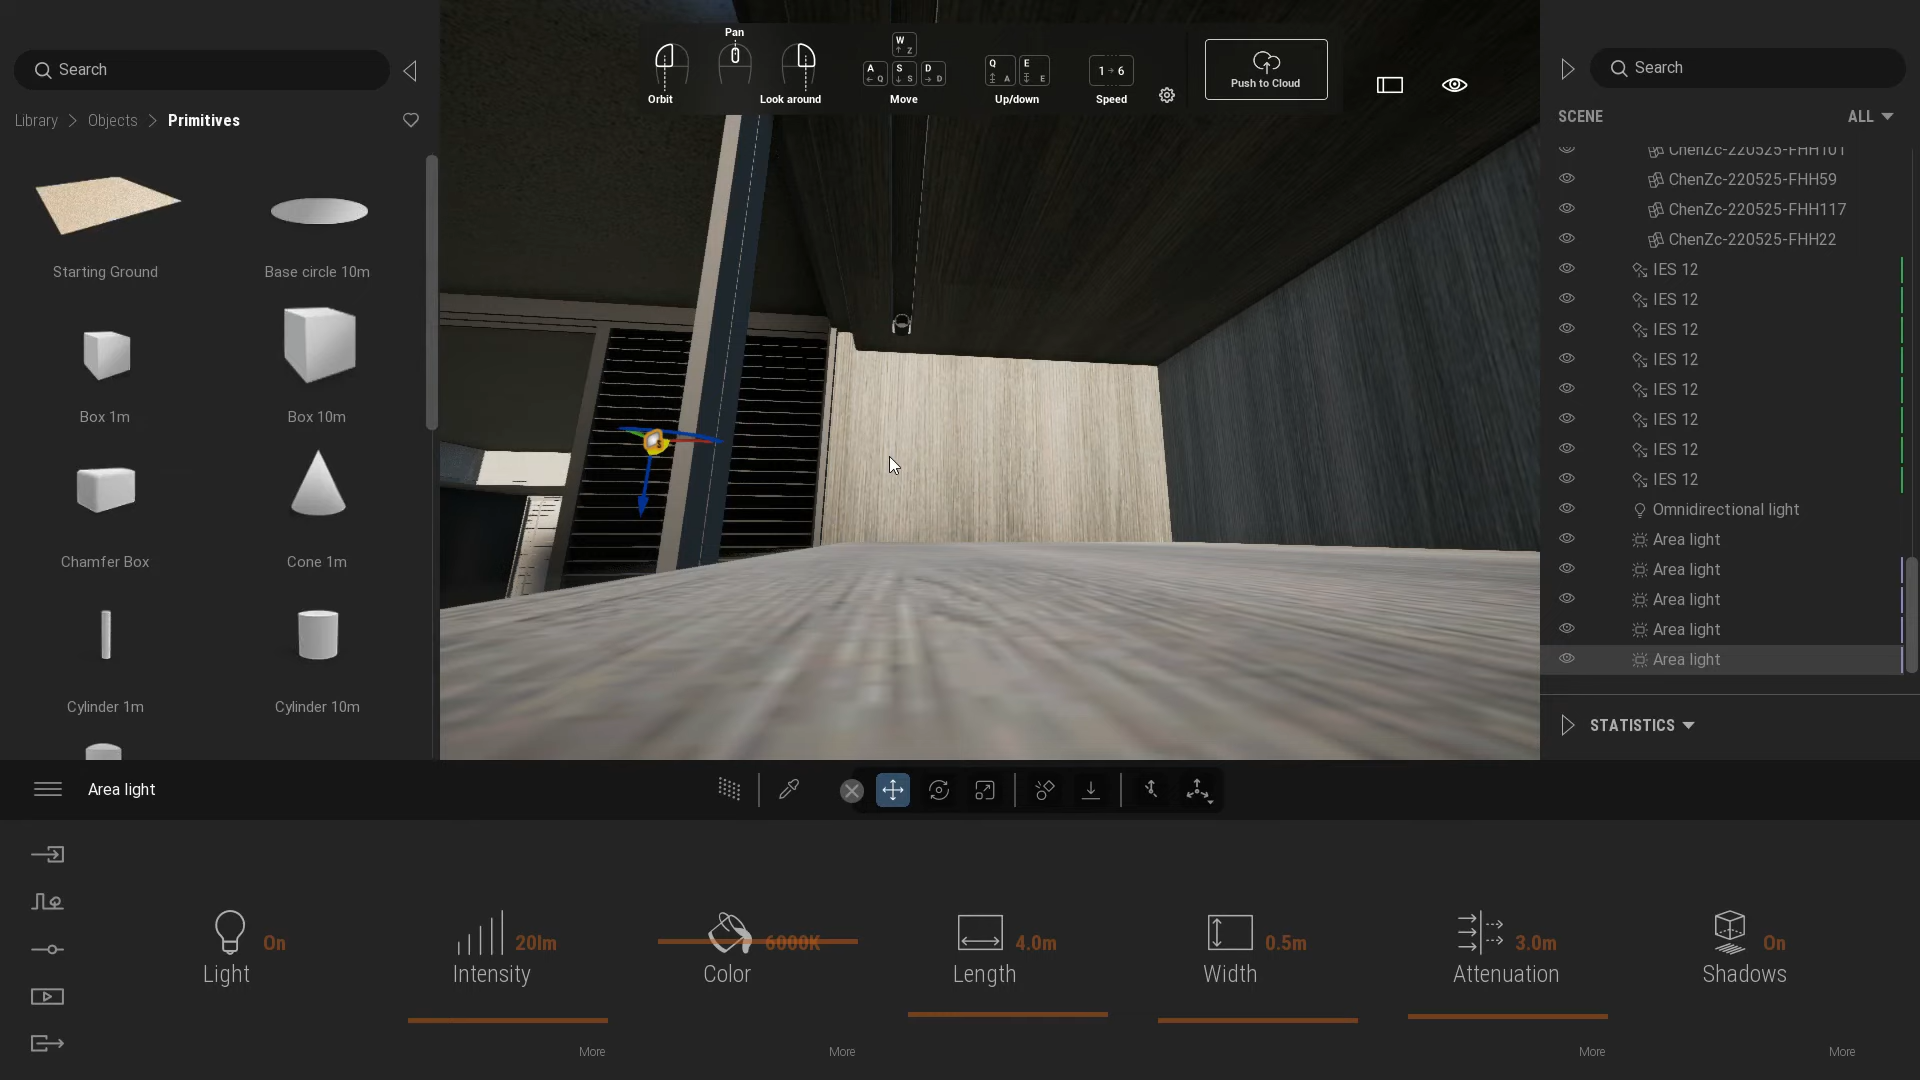 Search
Library
Objects
Primitives
Starting Ground
Base circle 10m
Box 1m
Box 10m
Chamfer Box
Cone 1m
Cylinder 1m
Cylinder 10m
Pan
Orbit
Look around
W
Z
A
Q
S
S
D
D
Move
Q
A
E
E
Up/down
1 → 6
Speed
Push to Cloud
Search
SCENE
ALL
ChenZc-220525-FHH101
ChenZc-220525-FHH59
ChenZc-220525-FHH117
ChenZc-220525-FHH22
IES 12
IES 12
IES 12
IES 12
IES 12
IES 12
IES 12
IES 12
Omnidirectional light
Area light
Area light
Area light
Area light
Area light
STATISTICS
Area light
On
Light
20lm
Intensity
More
6000K
Color
More
4.0m
Length
0.5m
Width
3.0m
Attenuation
More
On
Shadows
More